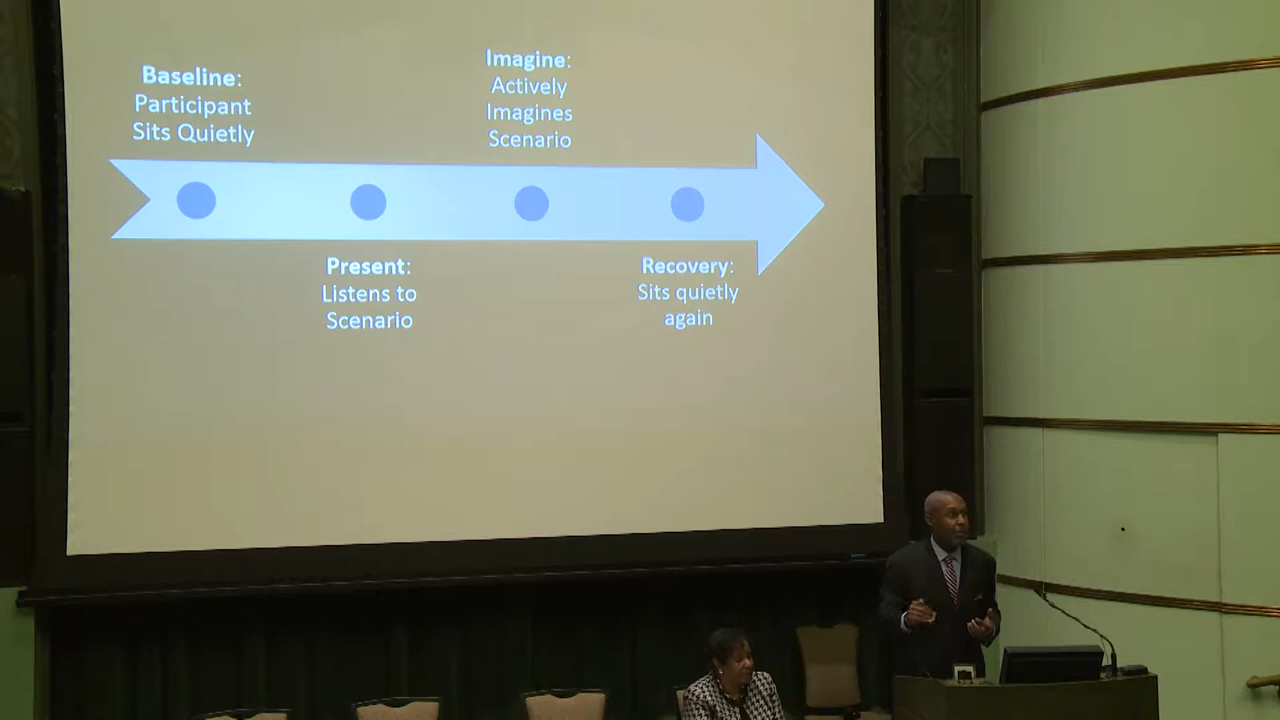 Baseline:
Participant
Sits Quietly
Present:
Listens to
Scenario
Imagine:
Actively
Imagines
Scenario
Recovery:
Sits quietly
again